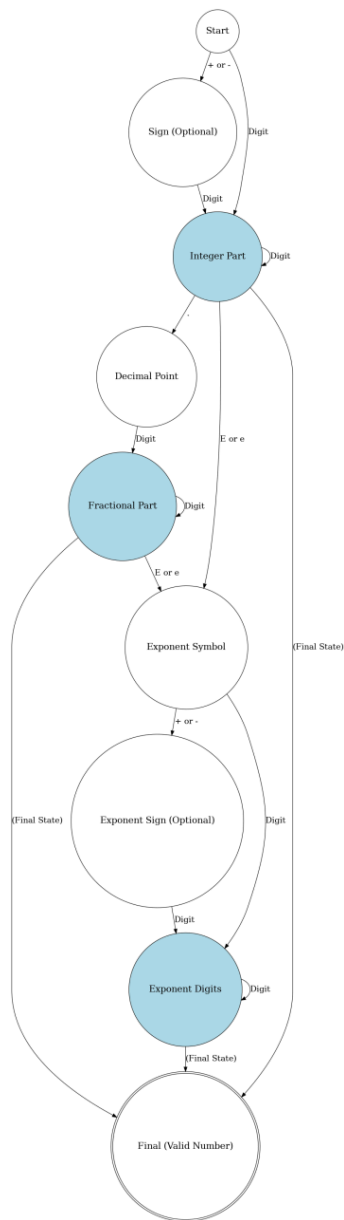 Start
+ or -
Sign (Optional)
Digit
Digit
Integer Part
Digit
.
Decimal Point
Digit
E or e
Fractional Part
Digit
E or e
Exponent Symbol
(Final State)
+ or -
Exponent Sign (Optional)
(Final State)
Digit
Digit
Exponent Digits
Digit
(Final State)
Final (Valid Number)